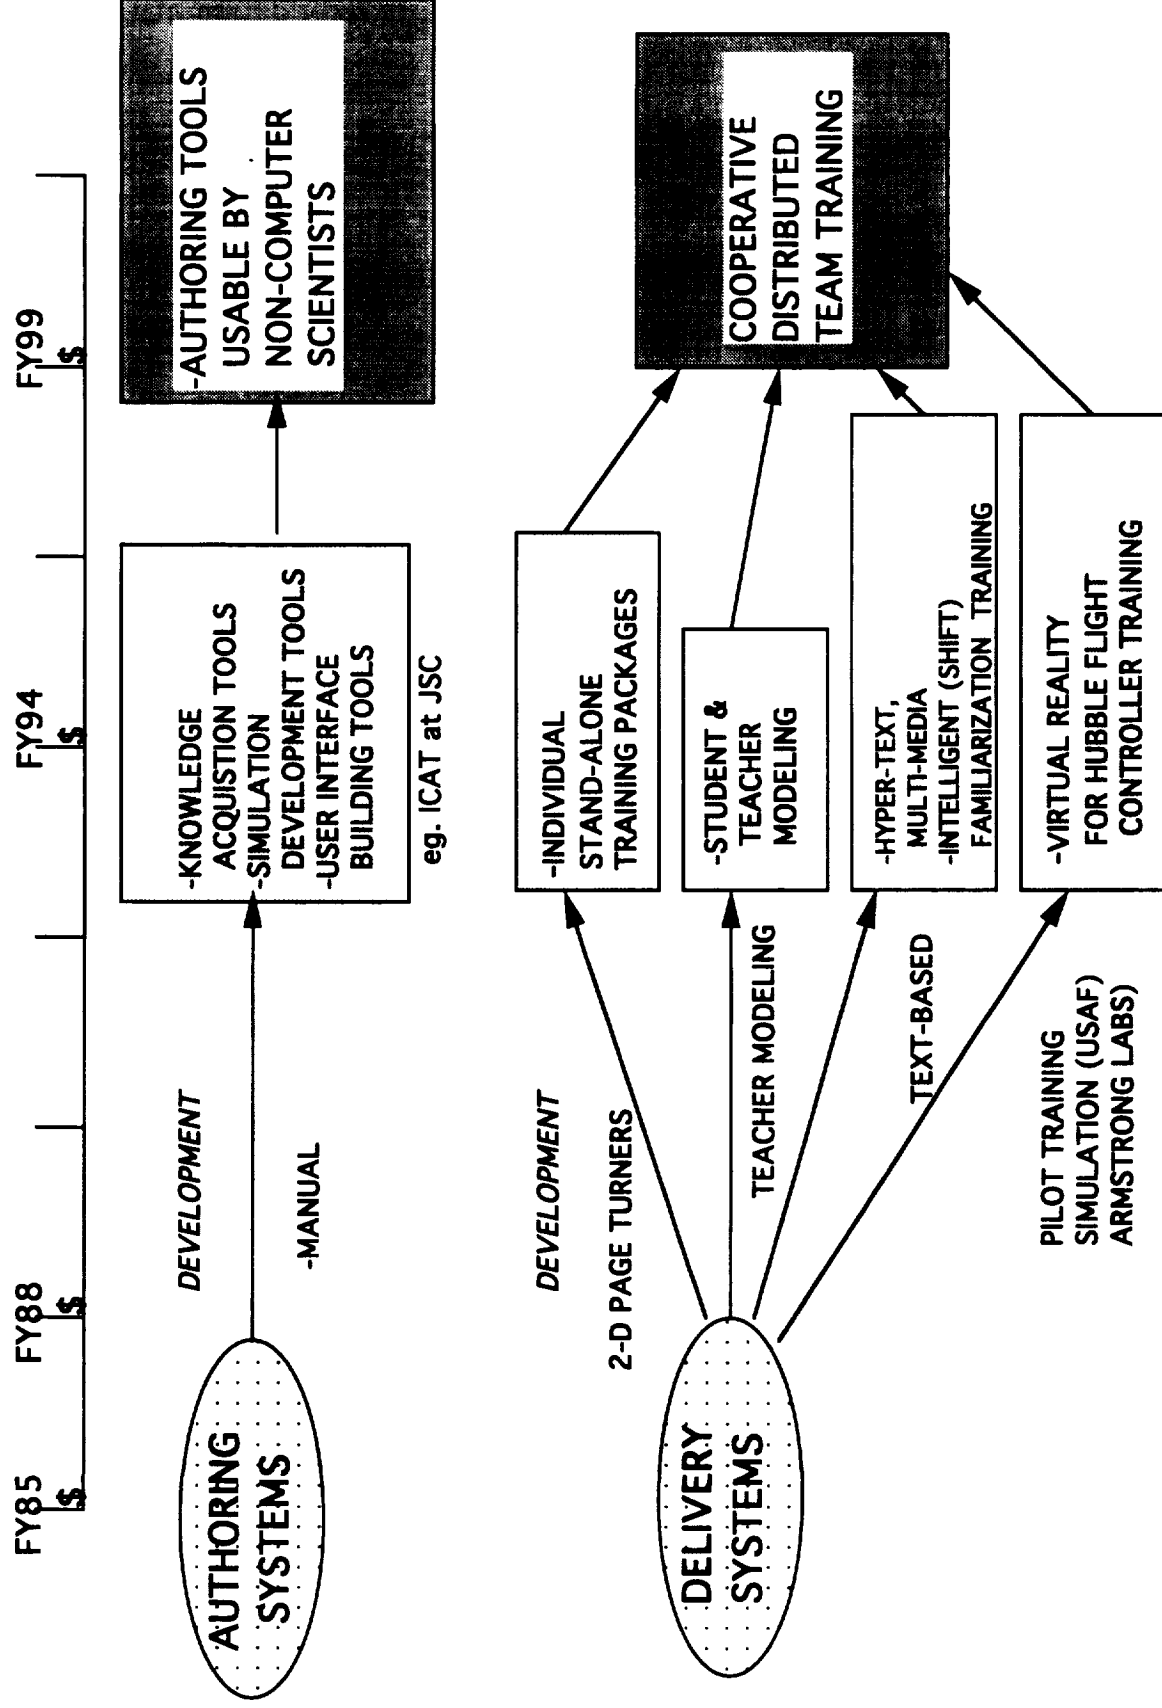 FY85
FY88
FY94
FY99
$
$
$
$
AUTHORING
SYSTEMS
DEVELOPMENT
-MANUAL
-KNOWLEDGE
ACQUISTION TOOLS
-SIMULATION
DEVELOPMENT TOOLS
-USER INTERFACE
BUILDING TOOLS
eg. ICAT at JSC
-AUTHORING TOOLS
USABLE BY
NON-COMPUTER
SCIENTISTS
DELIVERY
SYSTEMS
DEVELOPMENT
2-D PAGE TURNERS
TEACHER MODELING
TEXT-BASED
PILOT TRAINING
SIMULATION (USAF)
ARMSTRONG LABS)
-INDIVIDUAL
STAND-ALONE
TRAINING PACKAGES
-STUDENT &
TEACHER
MODELING
-HYPER-TEXT,
MULTI-MEDIA
-INTELLIGENT (SHIFT)
FAMILIARIZATION TRAINING
-VIRTUAL REALITY
FOR HUBBLE FLIGHT
CONTROLLER TRAINING
COOPERATIVE
DISTRIBUTED
TEAM TRAINING